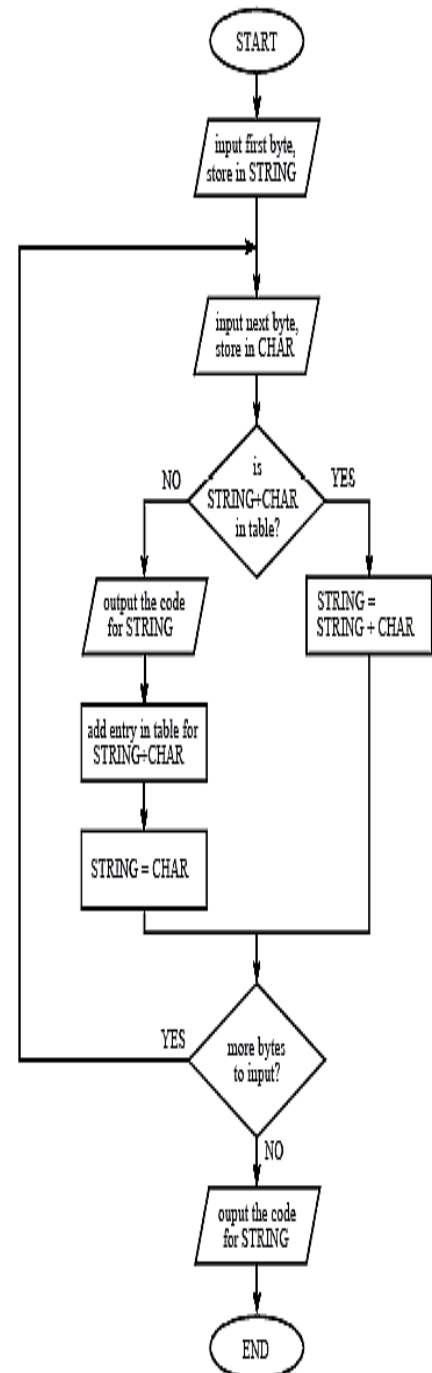 START
input first byte,
store in STRING
input next byte,
store in CHAR
is
STRING+CHAR
in table?
NO
YES
output the code
for STRING
STRING =
STRING + CHAR
add entry in table for
STRING+CHAR
STRING = CHAR
more bytes
to input?
YES
NO
ouput the code
for STRING
END